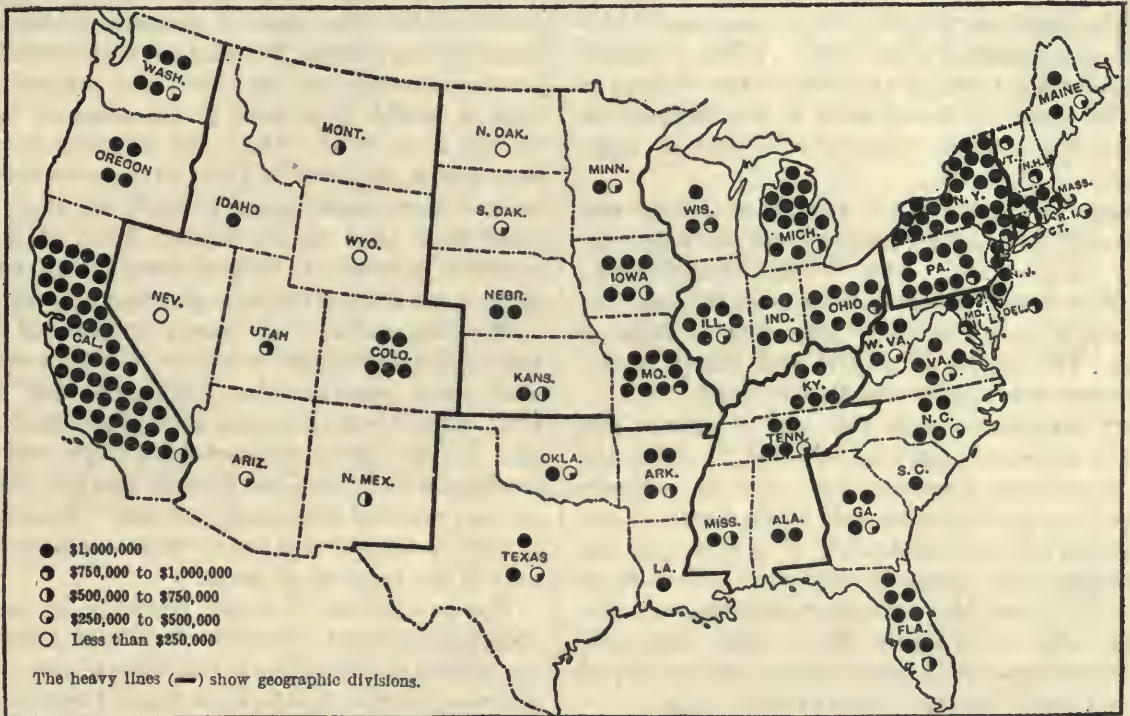 WASH.
OREGON
CAL.
NEV.
IDAHO
MONT.
WYO.
UTAH
COLO.
ARIZ.
N. MEX.
N. DAK.
S. DAK.
NEBR.
KANS.
OKLA.
TEXAS
MINN.
IOWA
MO.
ARK.
LA.
WIS.
ILL.
MICH.
IND.
OHIO
KY.
TENN.
MISS.
ALA.
GA.
FLA.
S. C.
N. C.
VA.
W. VA.
MD.
DEL.
PA.
N. J.
N. Y.
CT.
R. I.
MASS.
VT.
N. H.
MAINE
$1,000,000
$750,000 to $1,000,000
$500,000 to $750,000
$250,000 to $500,000
Less than $250,000
The heavy lines (—) show geographic divisions.